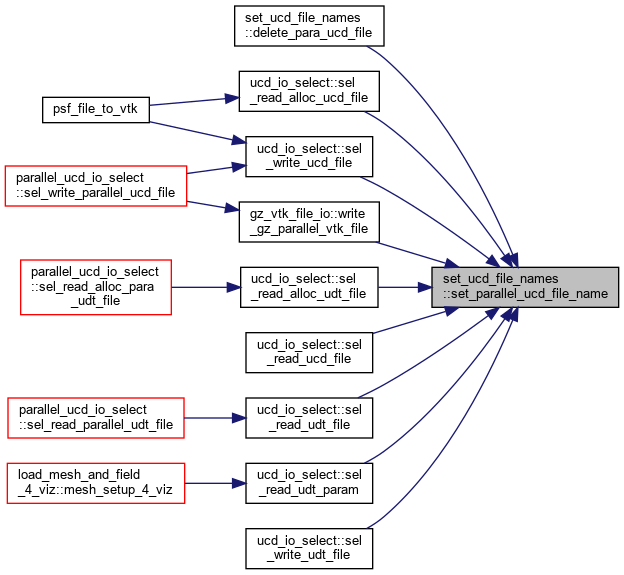 set_ucd_file_names
::delete_para_ucd_file
ucd_io_select::sel
_read_alloc_ucd_file
psf_file_to_vtk
ucd_io_select::sel
_write_ucd_file
parallel_ucd_io_select
::sel_write_parallel_ucd_file
gz_vtk_file_io::write
_gz_parallel_vtk_file
parallel_ucd_io_select
::sel_read_alloc_para
_udt_file
ucd_io_select::sel
_read_alloc_udt_file
set_ucd_file_names
::set_parallel_ucd_file_name
ucd_io_select::sel
_read_ucd_file
parallel_ucd_io_select
::sel_read_parallel_udt_file
ucd_io_select::sel
_read_udt_file
load_mesh_and_field
_4_viz::mesh_setup_4_viz
ucd_io_select::sel
_read_udt_param
ucd_io_select::sel
_write_udt_file